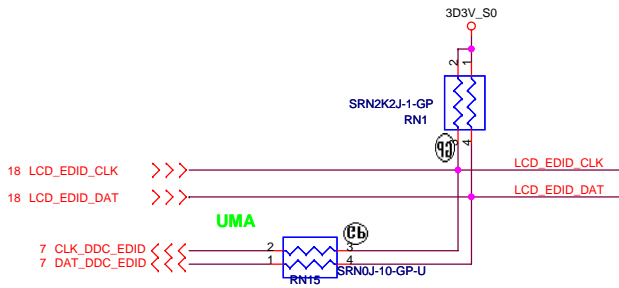 3D3V_S0
2 1
SRN2K2J-1-GP
RN1
3 4
18 LCD_EDID_CLK
LCD_EDID_CLK
18 LCD_EDID_DAT
LCD_EDID_DAT
UMA
7 CLK_DDC_EDID
2 3
7 DAT_DDC_EDID
1 4
SRN0J-10-GP-U
RN15